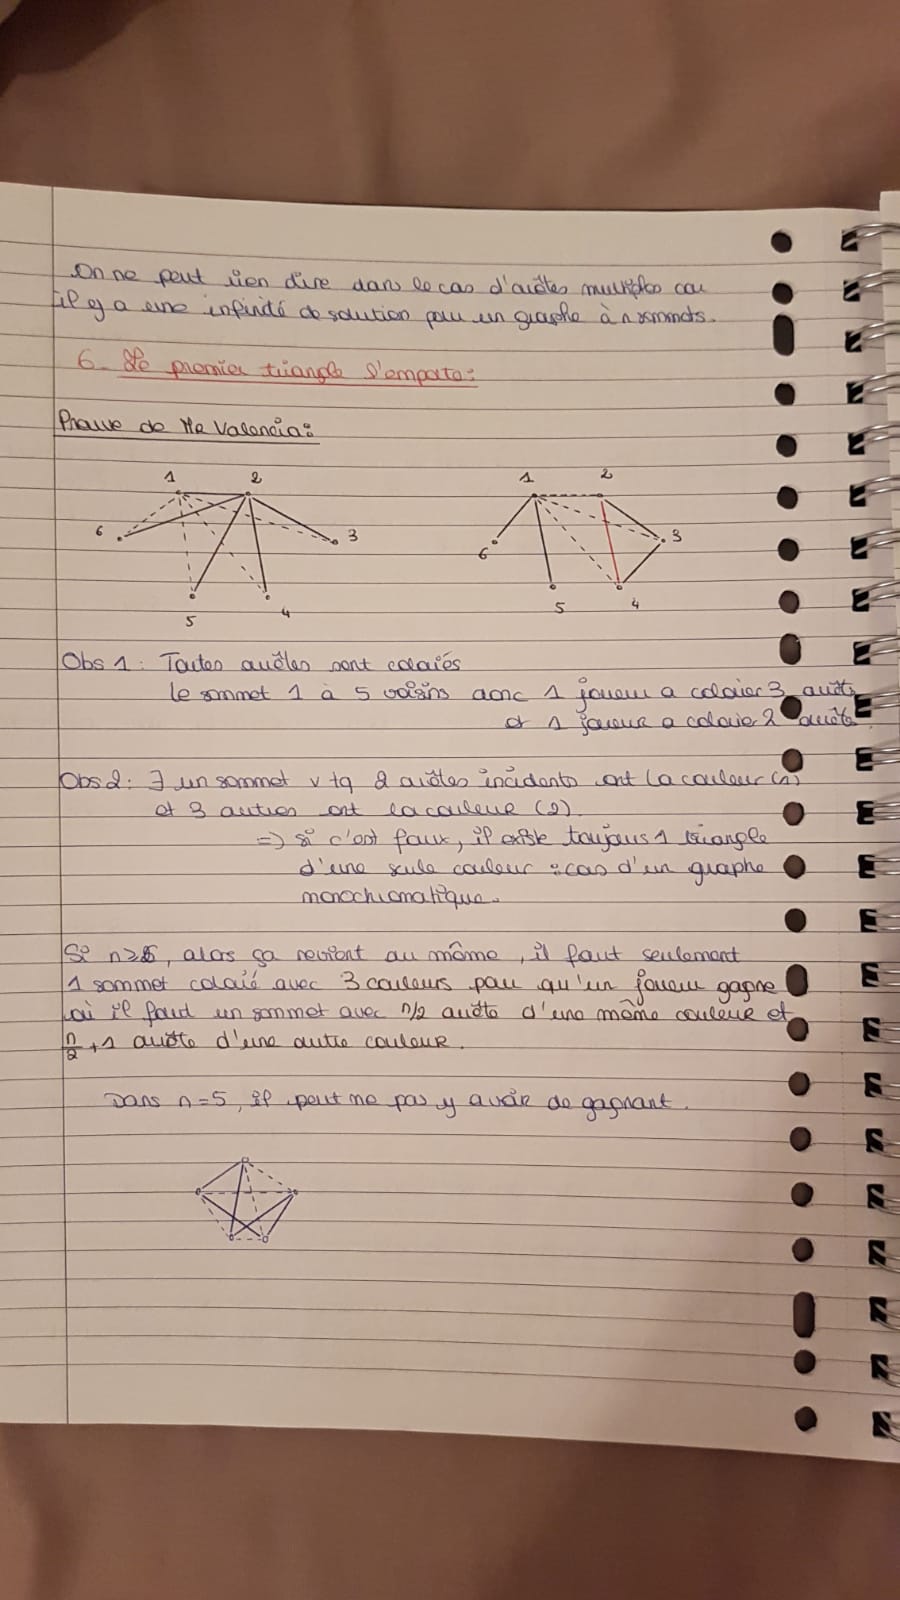 On ne peut rien dire dans le cas d'arêtes multiples car
il y a une infinité de solution pour un graphe à n sommets.
6. Le premier triangle l'emporte:
Preuve de Mr Valencia:
1 2 1 2
6 3 3
6
5 4 5 4
Obs 1: Toutes arêtes sont coloriés
le sommet 1 à 5 voisins donc 1 joueur a colorier 3 arête
et 1 joueur a colorier 2 arête
Obs 2: ∃ un sommet v tq 2 arêtes incidents ont la couleur (1)
et 3 autres ont la couleur (2).
=> si c'est faux, il existe toujours 1 triangle
d'une seule couleur : cas d'un graphe
monochromatique.
Si n≥6, alors ça revient au même, il faut seulement
1 sommet colorié avec 3 couleurs pour qu'un joueur gagne
où il faut un sommet avec n/2 arête d'une même couleur et
n/2 + 1 arête d'une autre couleur.
Dans n=5, il peut ne pas y avoir de gagnant.